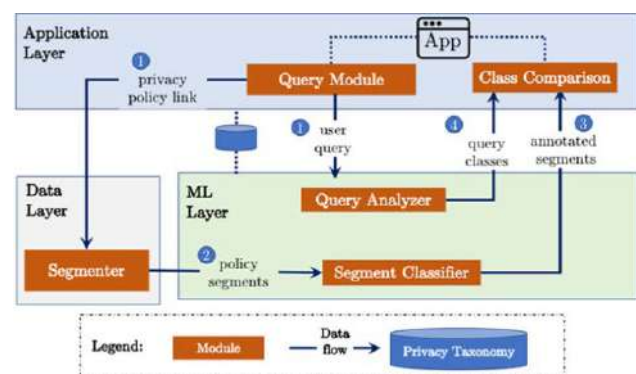 Application
Layer
App
1
privacy
policy link
Query Module
Class Comparison
1
user
query
4
query
classes
3
annotated
segments
Data
Layer
ML
Layer
Query Analyzer
Segmenter
2
policy
segments
Segment Classifier
Legend:
Module
Data
flow
Privacy Taxonomy